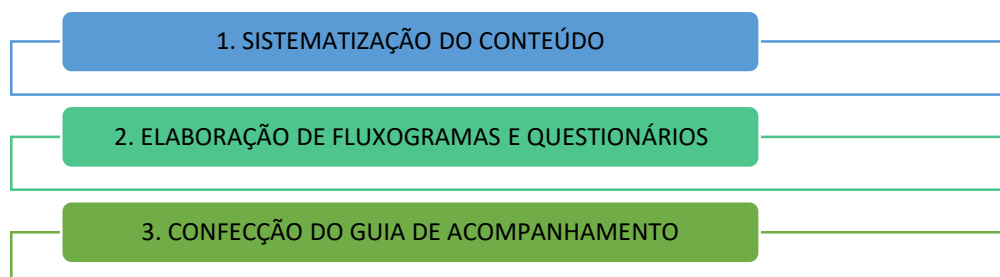 1. SISTEMATIZAÇÃO DO CONTEÚDO
2. ELABORAÇÃO DE FLUXOGRAMAS E QUESTIONÁRIOS
3. CONFECÇÃO DO GUIA DE ACOMPANHAMENTO